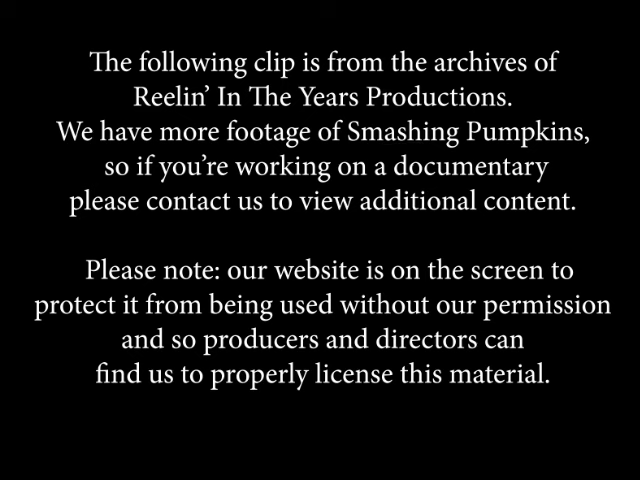 The following clip is from the archives of
Reelin’ In The Years Productions.
We have more footage of Smashing Pumpkins,
so if you’re working on a documentary
please contact us to view additional content.
Please note: our website is on the screen to
protect it from being used without our permission
and so producers and directors can
find us to properly license this material.